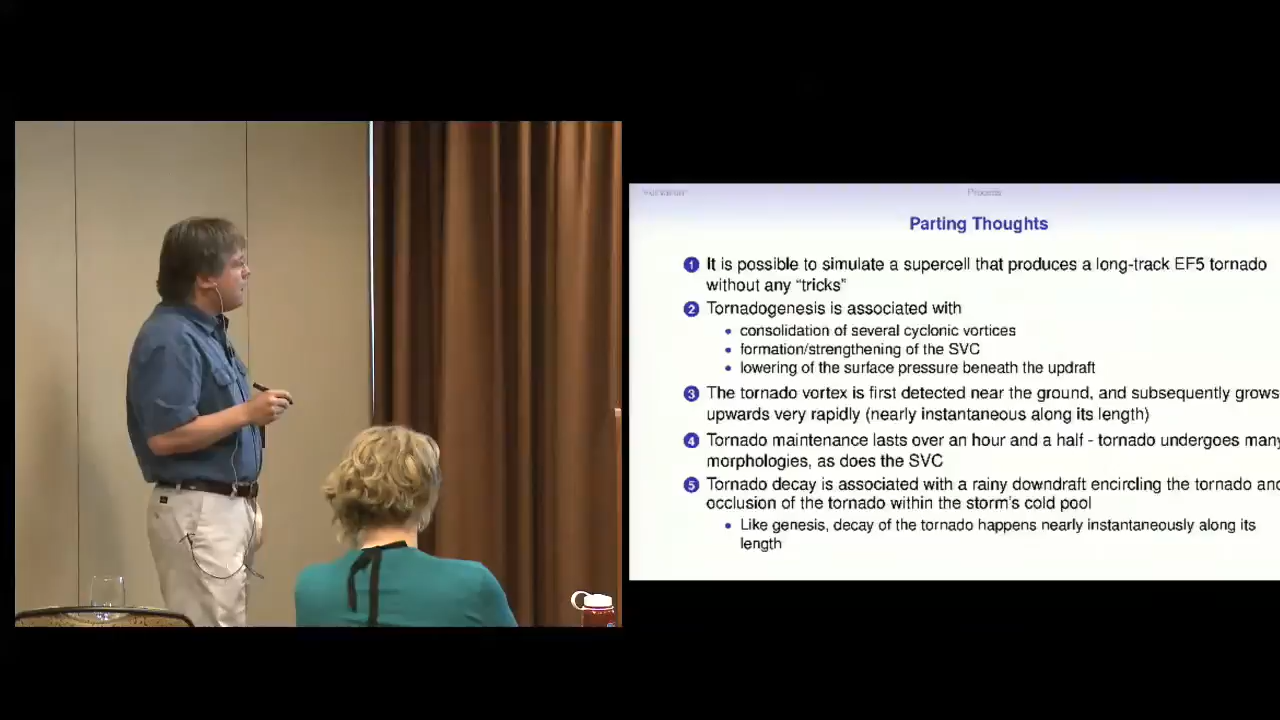 Parting Thoughts
1 It is possible to simulate a supercell that produces a long-track EF5 tornado
without any “tricks”
2 Tornadogenesis is associated with
• consolidation of several cyclonic vortices
• formation/strengthening of the SVC
• lowering of the surface pressure beneath the updraft
3 The tornado vortex is first detected near the ground, and subsequently grows
upwards very rapidly (nearly instantaneous along its length)
4 Tornado maintenance lasts over an hour and a half - tornado undergoes many
morphologies, as does the SVC
5 Tornado decay is associated with a rainy downdraft encircling the tornado and
occlusion of the tornado within the storm's cold pool
• Like genesis, decay of the tornado happens nearly instantaneously along its
length